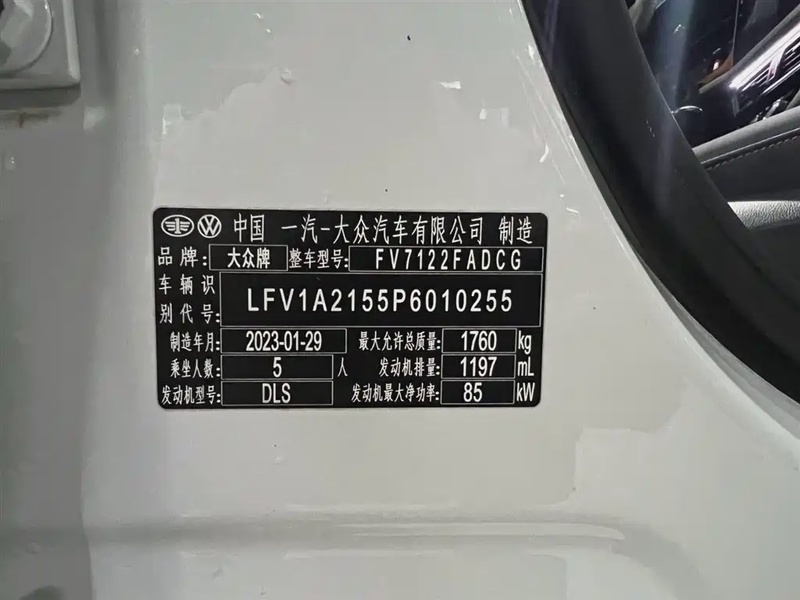 中国 一汽-大众汽车有限公司 制造
品牌: 大众牌 整车型号: FV7122FADCG
车辆识别代号: LFV1A2155P6010255
制造年月: 2023-01-29 最大允许总质量: 1760 kg
乘坐人数: 5 人 发动机排量: 1197 mL
发动机型号: DLS 发动机最大净功率: 85 kW